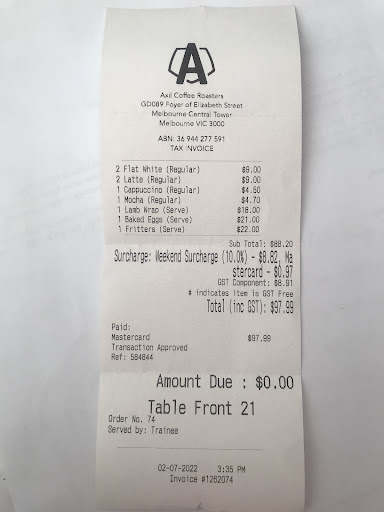 A
Axil Coffee Roasters
GD089 Foyer of Elizabeth Street
Melbourne Central Tower
Melbourne VIC 3000
ABN: 36 944 277 591
TAX INVOICE
2 Flat White (Regular) $9.00
2 Latte (Regular) $9.00
1 Cappuccino (Regular) $4.50
1 Mocha (Regular) $4.70
1 Lamb Wrap (Serve) $18.00
1 Baked Eggs (Serve) $21.00
1 Fritters (Serve) $22.00
Sub Total: $88.20
Surcharge: Weekend Surcharge (10.0%) - $8.82, Ma
stercard - $0.97
GST Component: $8.91
# indicates item is GST Free
Total (inc GST): $97.99
Paid:
Mastercard $97.99
Transaction Approved
Ref: 584844
Amount Due : $0.00
Table Front 21
Order No. 74
Served by: Trainee
02-07-2022 3:35 PM
Invoice #1262074